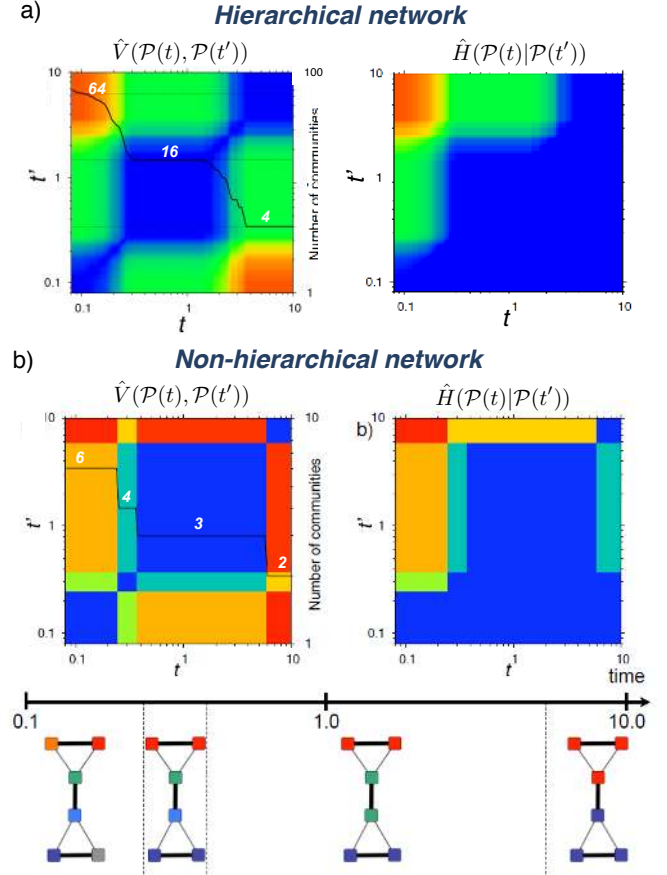 a)
Hierarchical network
V̂(𝒫(t), 𝒫(t′))
Ĥ(𝒫(t)|𝒫(t′))
10
1
0.1
t'
64
16
4
100
1
Number of communities
0.1
1
10
t
10
1
0.1
t'
0.1
1
10
t
b)
Non-hierarchical network
V̂(𝒫(t), 𝒫(t′))
Ĥ(𝒫(t)|𝒫(t′))
10
1
0.1
t'
6
4
3
2
10
1
Number of communities
0.1
1
10
t
b)
10
1
0.1
t'
0.1
1
10
t
time
0.1
1.0
10.0